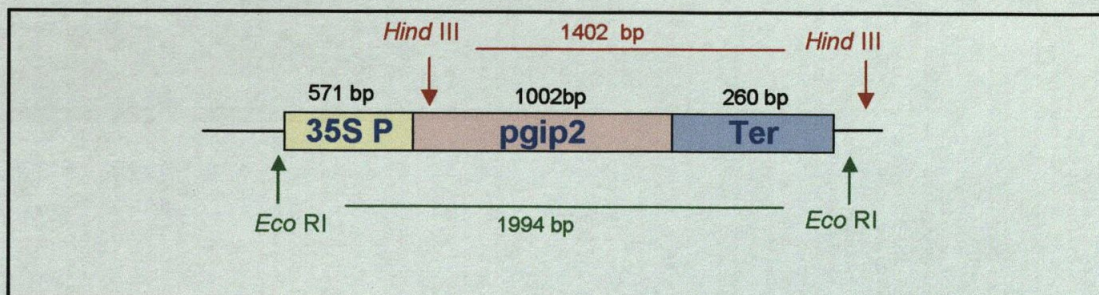 Hind III 1402 bp Hind III
571 bp 1002bp 260 bp
35S P pgip2 Ter
Eco RI 1994 bp Eco RI